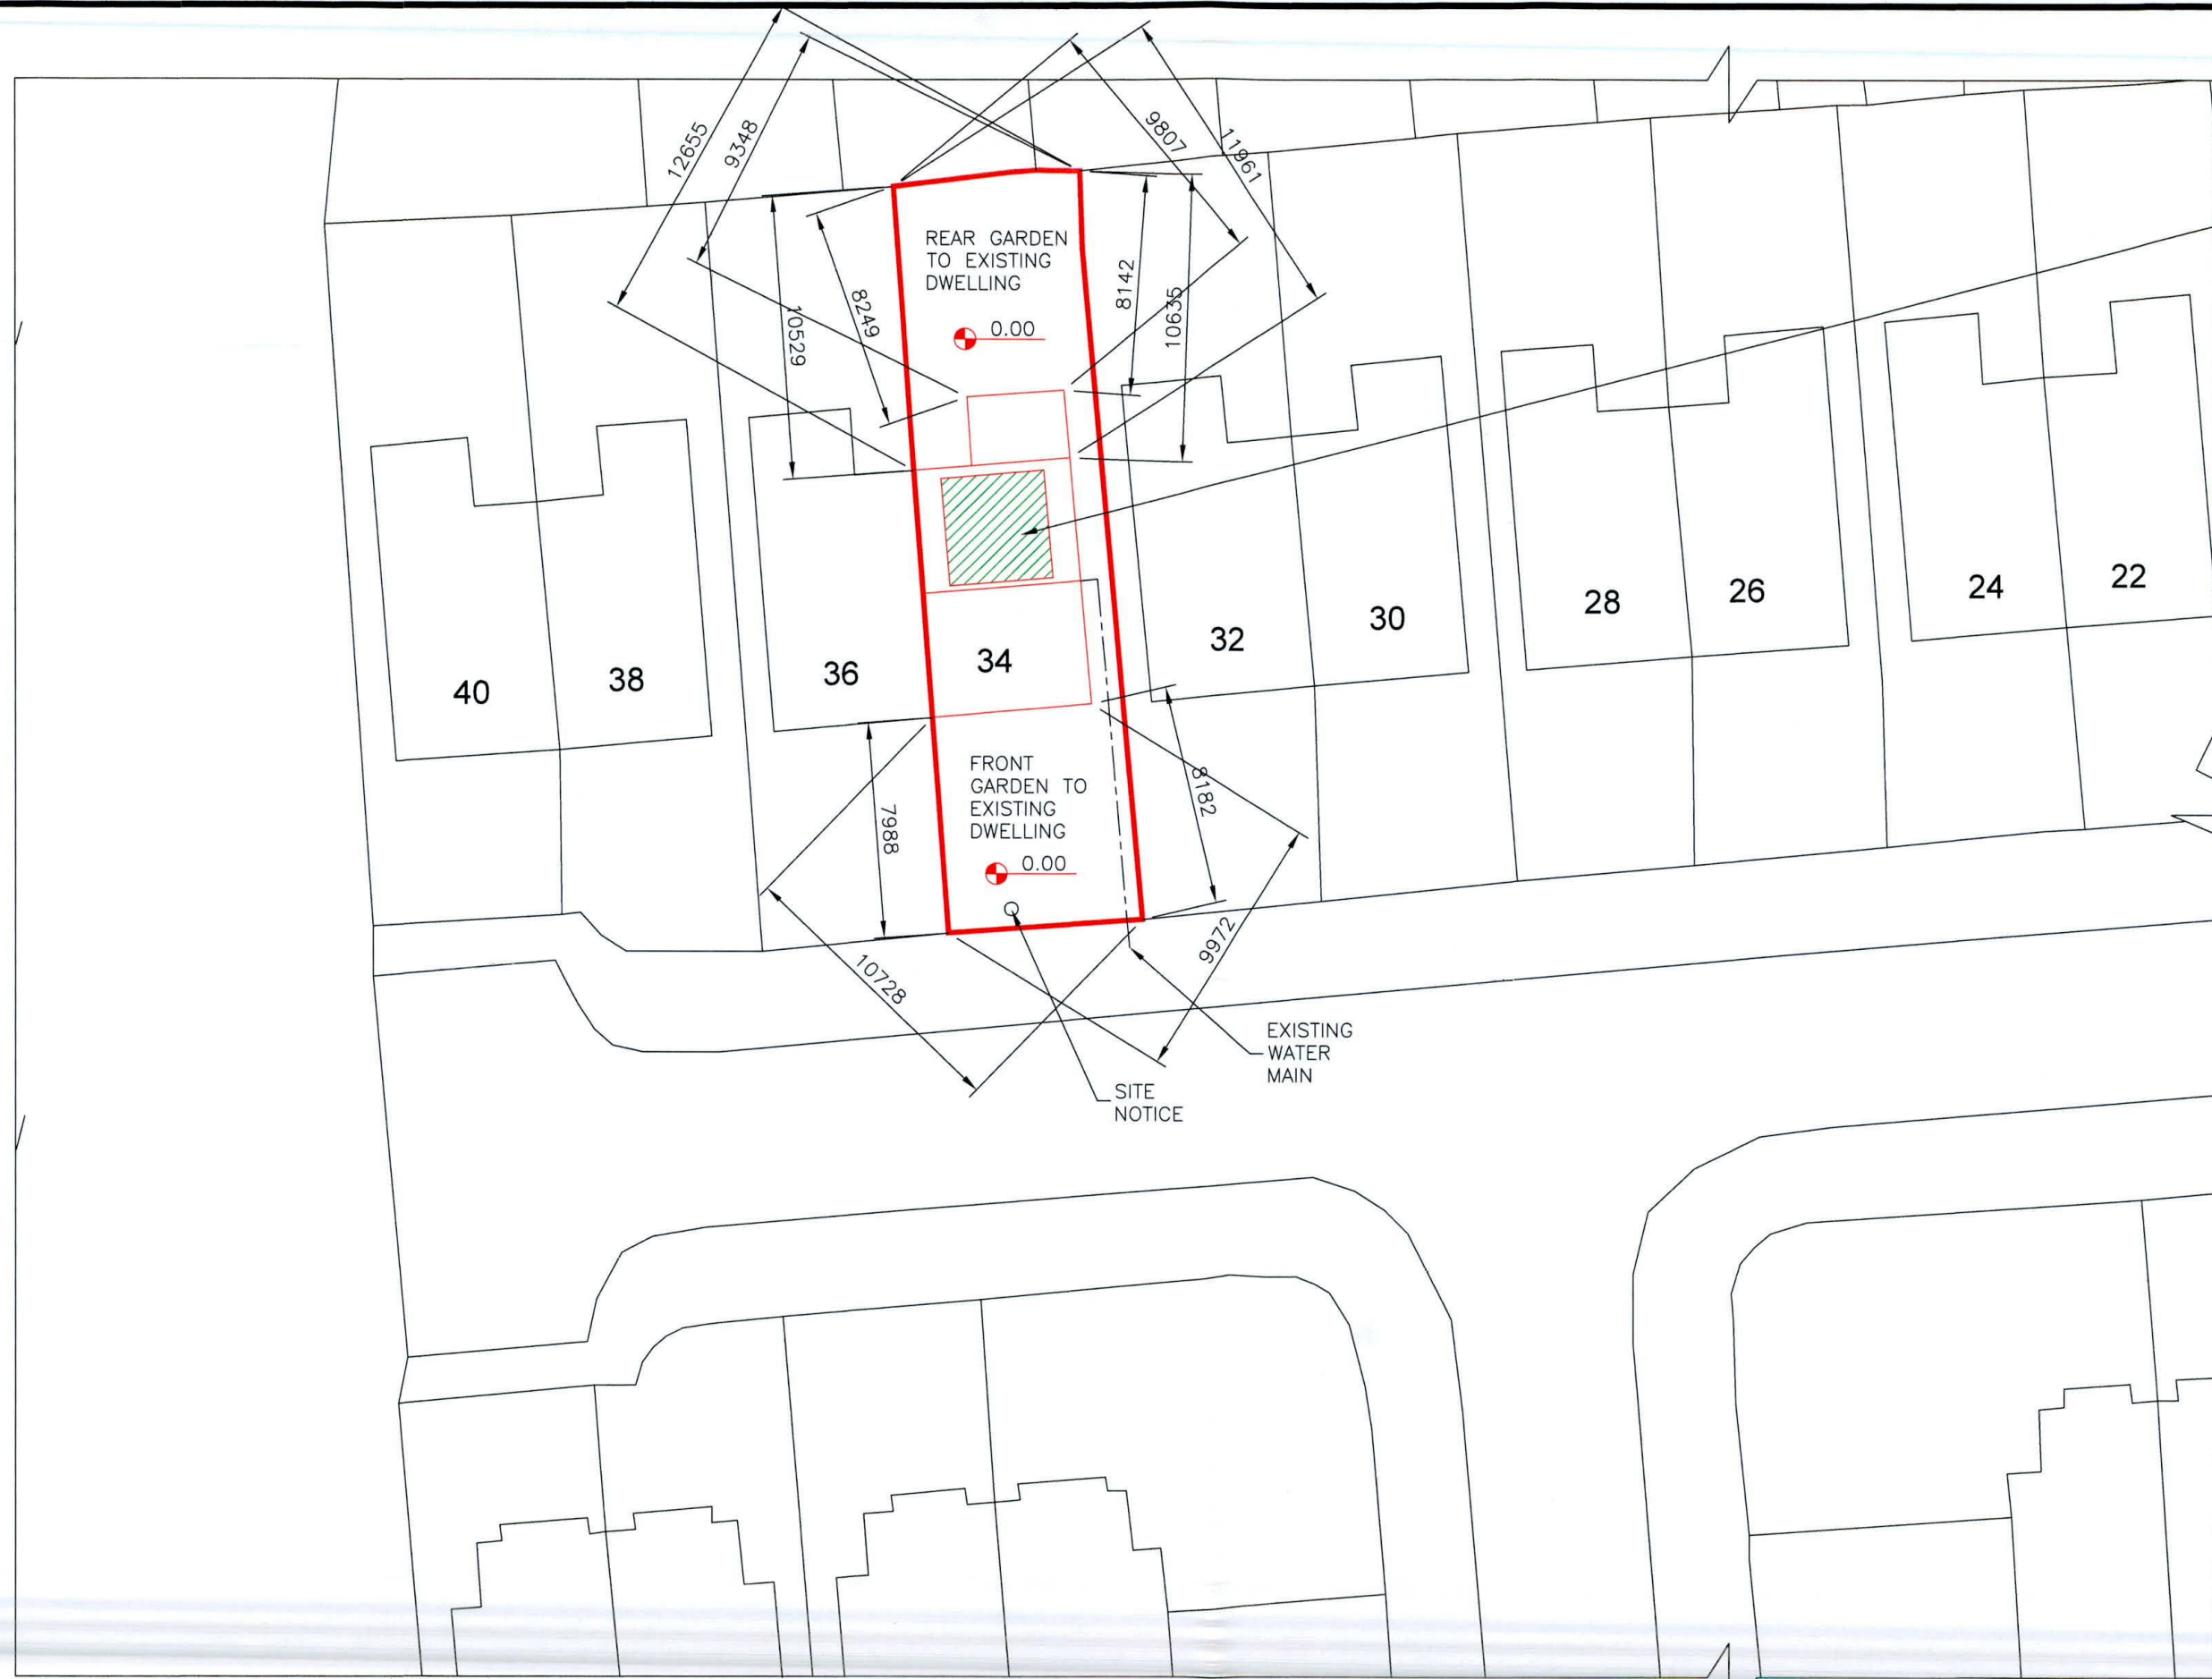 12655
9348
9807
11961
REAR GARDEN
TO EXISTING
DWELLING
0.00
10529
8249
8142
10635
40
38
36
34
32
30
28
26
24
22
FRONT
GARDEN TO
EXISTING
DWELLING
0.00
7988
8182
10728
9972
EXISTING
WATER
MAIN
SITE
NOTICE